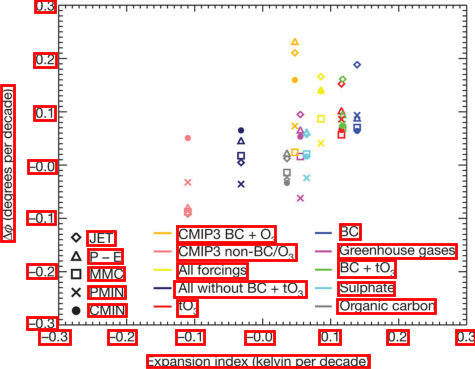 0.3
0.2
0.1
−0.0
−0.1
−0.2
−0.3
Δφ (degrees per decade)
JET
P − E
MMC
PMIN
CMIN
CMIP3 BC + O3
CMIP3 non-BC/O3
All forcings
All without BC + tO3
tO3
BC
Greenhouse gases
BC + tO3
Sulphate
Organic carbon
−0.3 −0.2 −0.1 −0.0 0.1 0.2 0.3
Expansion index (kelvin per decade)